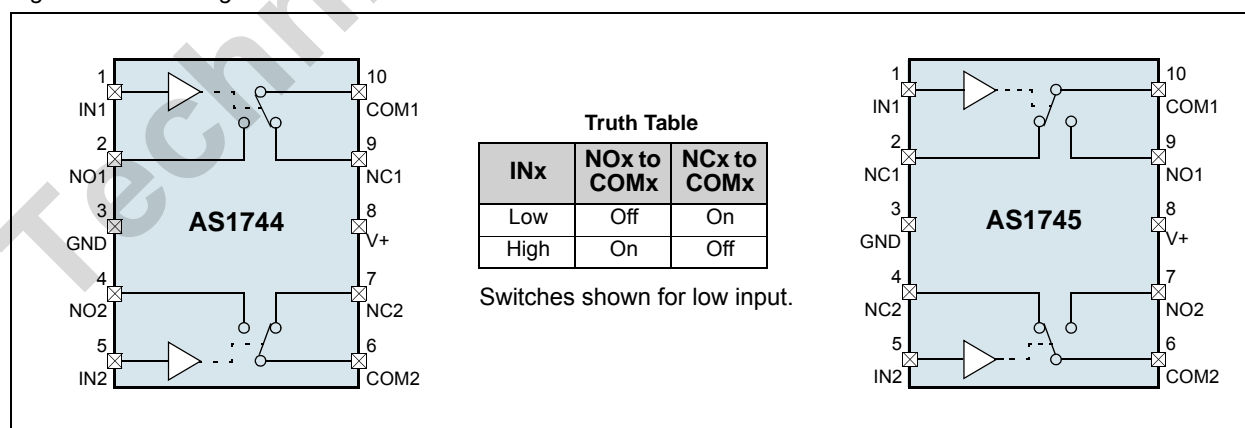 1
IN1
2
NO1
3
GND
4
NO2
5
IN2
AS1744
10
COM1
9
NC1
8
V+
7
NC2
6
COM2
Truth Table
INx NOx to COMx NCx to COMx
Low Off On
High On Off
Switches shown for low input.
1
IN1
2
NC1
3
GND
4
NC2
5
IN2
AS1745
10
COM1
9
NO1
8
V+
7
NO2
6
COM2